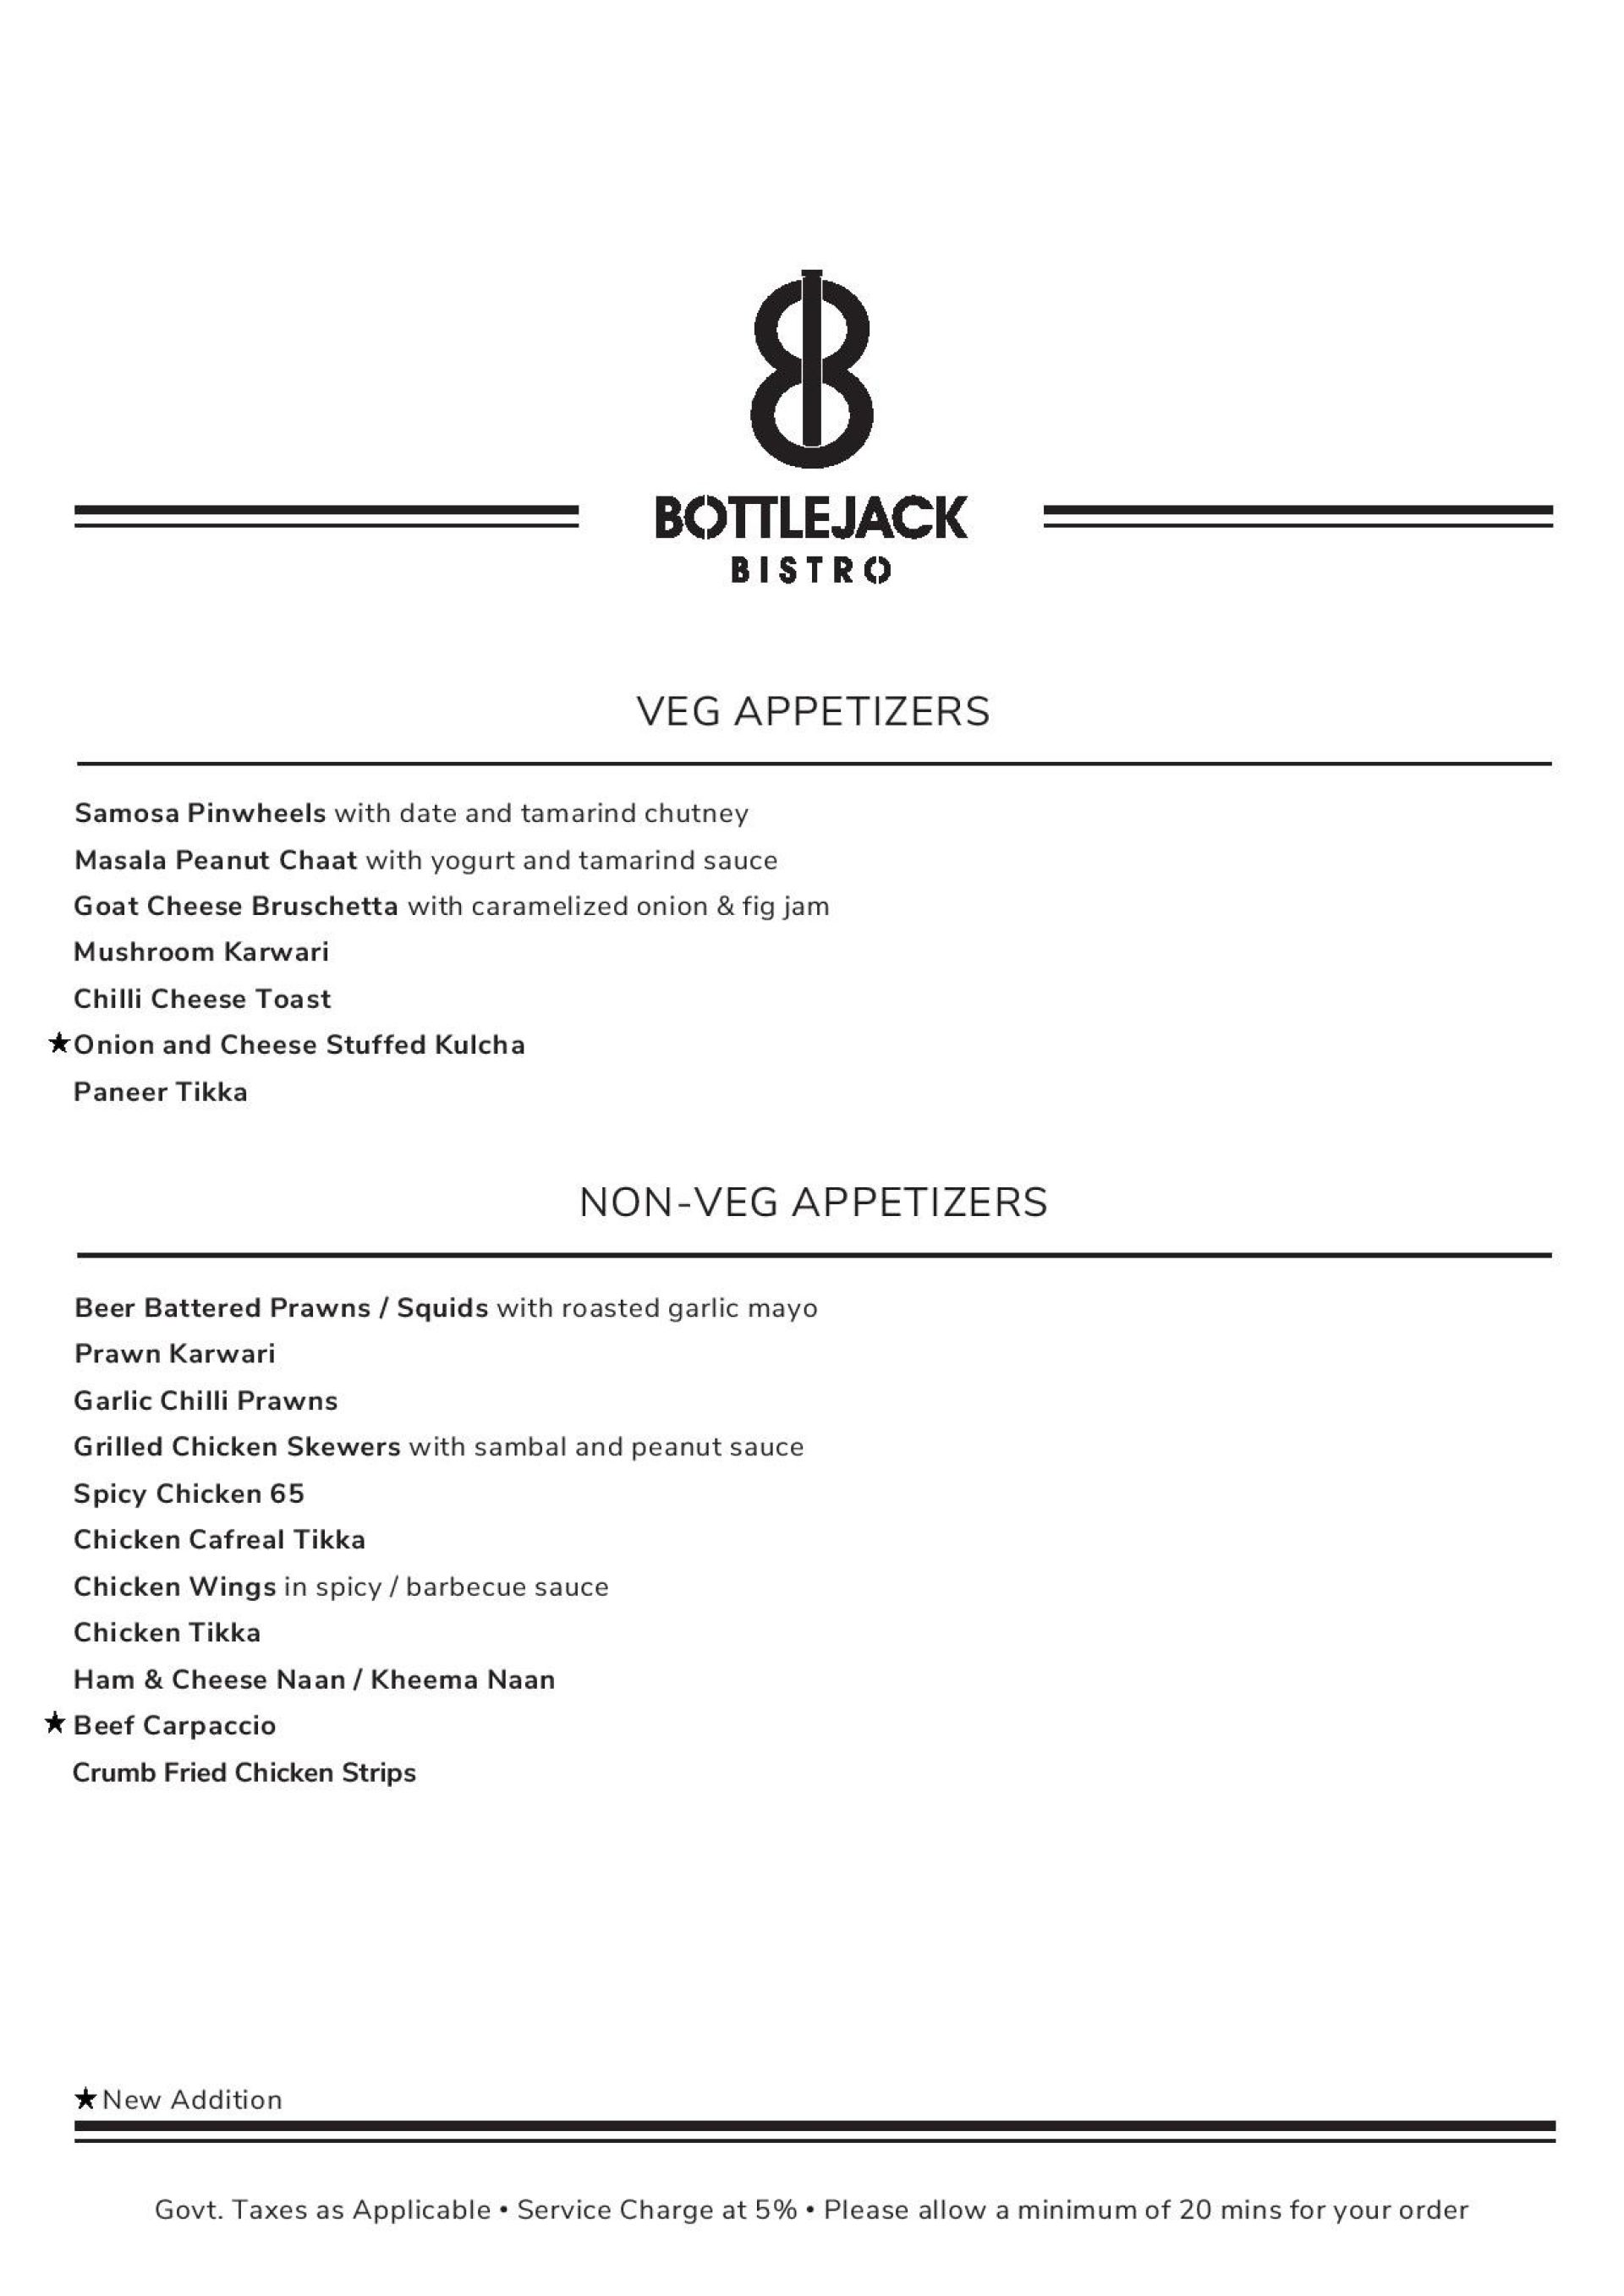 BOTTLEJACK
BISTRO
VEG APPETIZERS
Samosa Pinwheels with date and tamarind chutney
Masala Peanut Chaat with yogurt and tamarind sauce
Goat Cheese Bruschetta with caramelized onion & fig jam
Mushroom Karwari
Chilli Cheese Toast
★Onion and Cheese Stuffed Kulcha
Paneer Tikka
NON-VEG APPETIZERS
Beer Battered Prawns / Squids with roasted garlic mayo
Prawn Karwari
Garlic Chilli Prawns
Grilled Chicken Skewers with sambal and peanut sauce
Spicy Chicken 65
Chicken Cafreal Tikka
Chicken Wings in spicy / barbecue sauce
Chicken Tikka
Ham & Cheese Naan / Kheema Naan
★ Beef Carpaccio
Crumb Fried Chicken Strips
★ New Addition
Govt. Taxes as Applicable • Service Charge at 5% • Please allow a minimum of 20 mins for your order